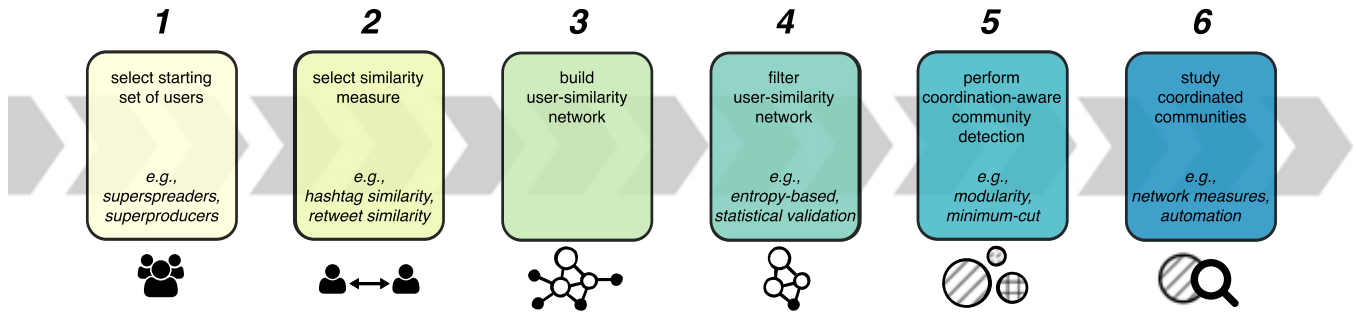 1
select starting
set of users
e.g.,
superspreaders,
superproducers
2
select similarity
measure
e.g.,
hashtag similarity,
retweet similarity
3
build
user-similarity
network
4
filter
user-similarity
network
e.g.,
entropy-based,
statistical validation
5
perform
coordination-aware
community
detection
e.g.,
modularity,
minimum-cut
6
study
coordinated
communities
e.g.,
network measures,
automation